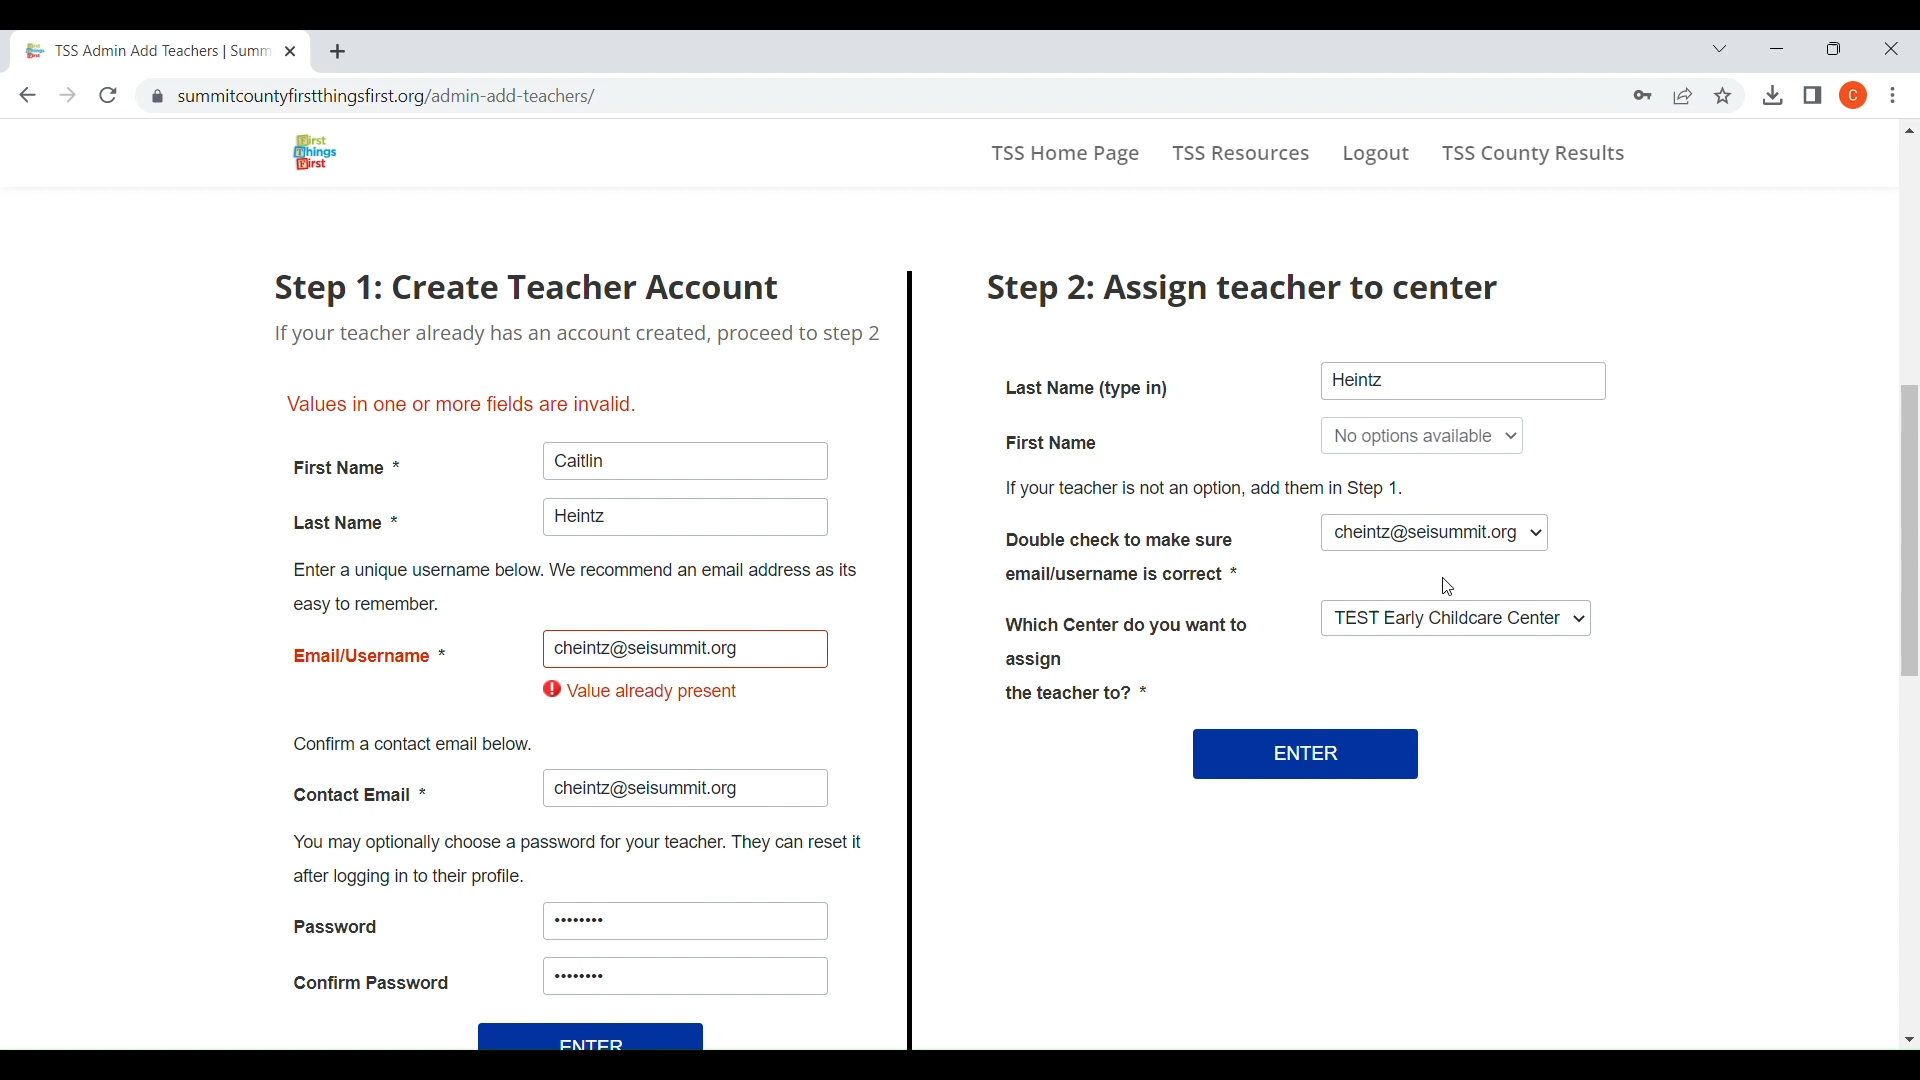 TSS Admin Add Teachers | Summ
summitcountyfirstthingsfirst.org/admin-add-teachers/
C
First
Things
First
TSS Home Page TSS Resources Logout TSS County Results
Step 1: Create Teacher Account
If your teacher already has an account created, proceed to step 2
Values in one or more fields are invalid.
First Name * Caitlin
Last Name * Heintz
Enter a unique username below. We recommend an email address as its
easy to remember.
Email/Username * cheintz@seisummit.org
Value already present
Confirm a contact email below.
Contact Email * cheintz@seisummit.org
You may optionally choose a password for your teacher. They can reset it
after logging in to their profile.
Password ••••••••
Confirm Password ••••••••
ENTER
Step 2: Assign teacher to center
Last Name (type in) Heintz
First Name No options available
If your teacher is not an option, add them in Step 1.
Double check to make sure cheintz@seisummit.org
email/username is correct *
Which Center do you want to TEST Early Childcare Center
assign
the teacher to? *
ENTER